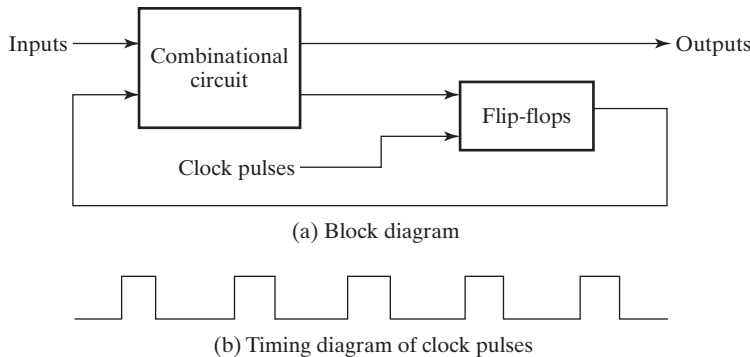 Inputs
Combinational
circuit
Outputs
Flip-flops
Clock pulses
(a) Block diagram
(b) Timing diagram of clock pulses